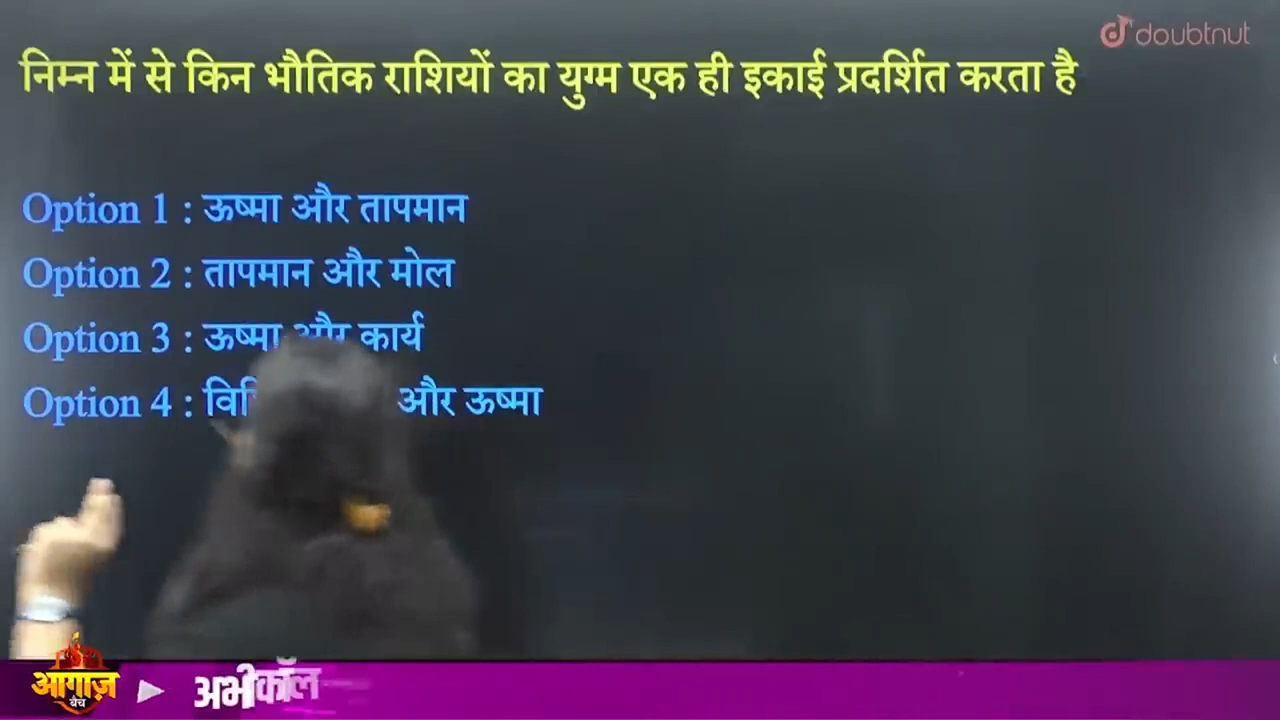 doubtnut
निम्न में से किन भौतिक राशियों का युग्म एक ही इकाई प्रदर्शित करता है
Option 1 : ऊष्मा और तापमान
Option 2 : तापमान और मोल
Option 3 : ऊष्मा और कार्य
Option 4 : और ऊष्मा
आगाज़
बैच
अभी कॉल